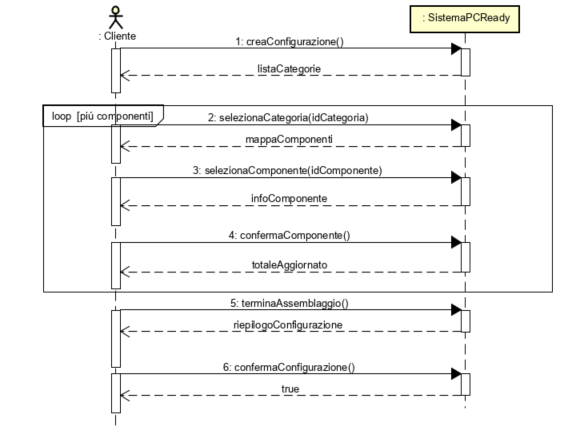 : Cliente
: SistemaPCReady
1: creaConfigurazione()
listaCategorie
loop [più componenti]
2: selezionaCategoria(idCategoria)
mappaComponenti
3: selezionaComponente(idComponente)
infoComponente
4: confermaComponente()
totaleAggiornato
5: terminaAssemblaggio()
riepilogoConfigurazione
6: confermaConfigurazione()
true